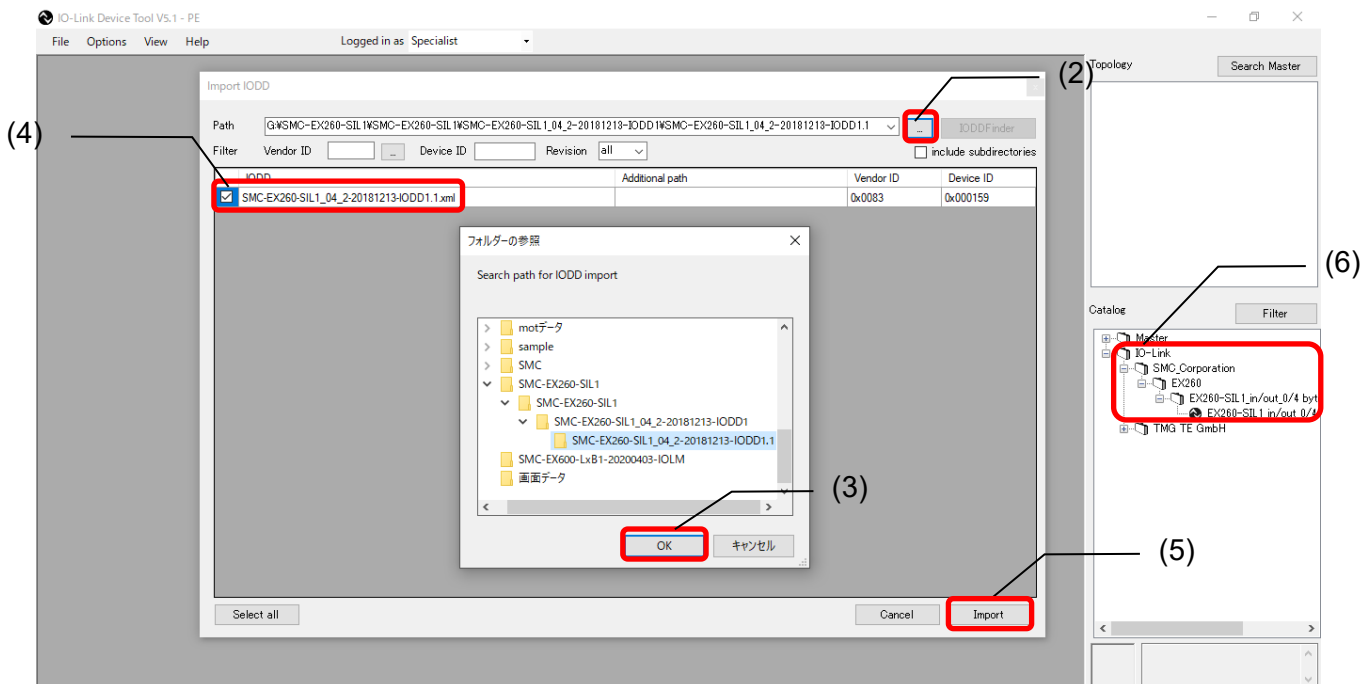 IO-Link Device Tool V5.1 - PE
File Options View Help Logged in as Specialist
Topology Search Master
Import IODD
(2)
(4)
Path G:¥SMC-EX260-SIL1¥SMC-EX260-SIL1¥SMC-EX260-SIL1_04_2-20181213-IODD1¥SMC-EX260-SIL1_04_2-20181213-IODD1.1 ... IODDFinder
Filter Vendor ID ... Device ID Revision all include subdirectories
IODD Additional path Vendor ID Device ID
SMC-EX260-SIL1_04_2-20181213-IODD1.1.xml 0x0083 0x000159
フォルダーの参照
Search path for IODD import
motデータ
sample
SMC
SMC-EX260-SIL1
SMC-EX260-SIL1
SMC-EX260-SIL1_04_2-20181213-IODD1
SMC-EX260-SIL1_04_2-20181213-IODD1.1
SMC-EX600-LxB1-20200403-IOLM
画面データ
(3)
OK キャンセル
(5)
Select all Cancel Import
(6)
Catalog Filter
Master
IO-Link
SMC_Corporation
EX260
EX260-SIL1_in/out_0/4 byt
EX260-SIL1 in/out 0/4
TMG TE GmbH